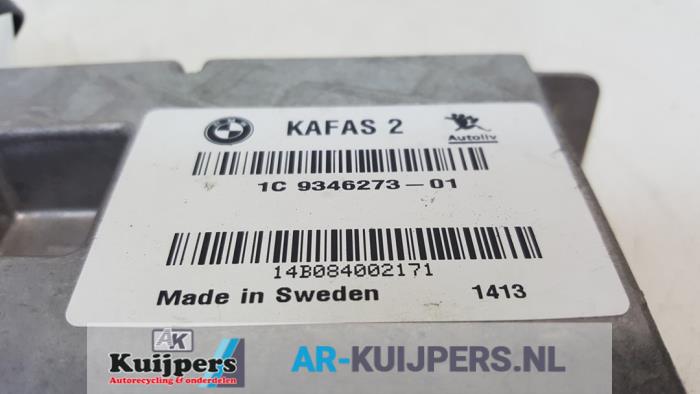 KAFAS 2
Autoliv
1C 9346273-01
14B084002171
Made in Sweden 1413
AK
Kuijpers
Autorecycling & onderdelen
AR-KUIJPERS.NL